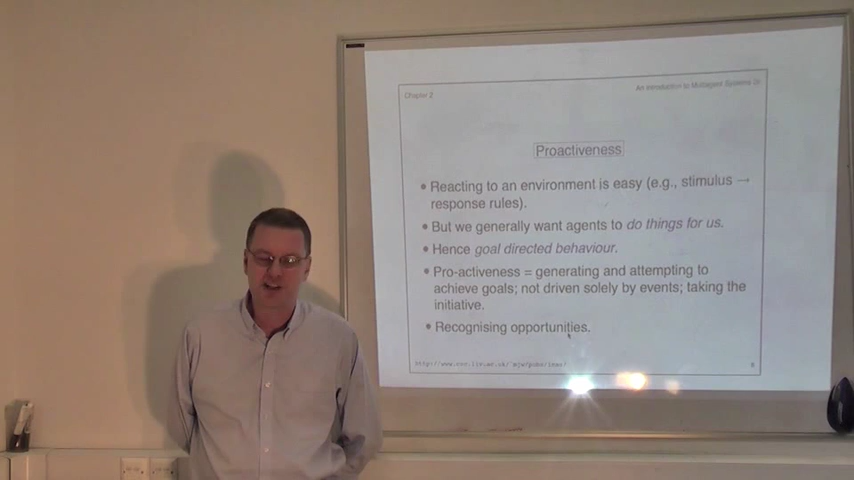 Chapter 2
An Introduction to Multiagent Systems 2e
Proactiveness
• Reacting to an environment is easy (e.g., stimulus →
response rules).
• But we generally want agents to do things for us.
• Hence goal directed behaviour.
• Pro-activeness = generating and attempting to
achieve goals; not driven solely by events; taking the
initiative.
• Recognising opportunities.